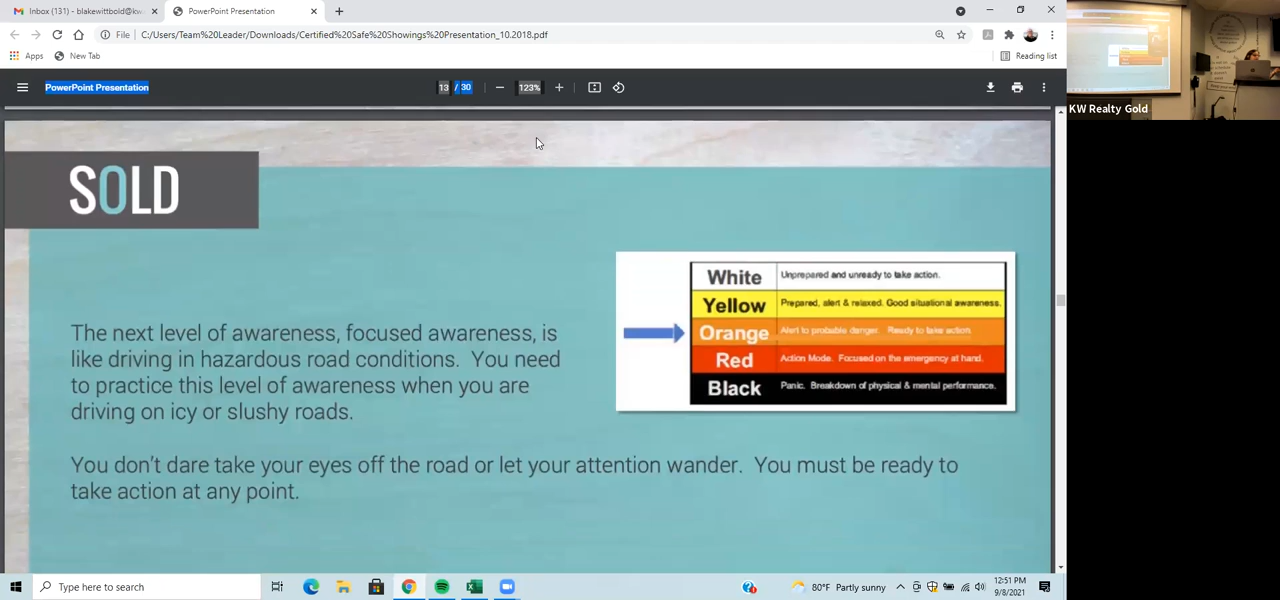 Inbox (131) - blakewittbold@kw
PowerPoint Presentation
File
C:/Users/Team%20Leader/Downloads/Certified%20Safe%20Showings%20Presentation_10.2018.pdf
Apps
New Tab
Reading list
PowerPoint Presentation
13 / 30
123%
KW Realty Gold
SOLD
White Unprepared and unready to take action.
Yellow Prepared, alert & relaxed. Good situational awareness.
Orange Alert to probable danger. Ready to take action.
Red Action Mode. Focused on the emergency at hand.
Black Panic. Breakdown of physical & mental performance.
The next level of awareness, focused awareness, is
like driving in hazardous road conditions. You need
to practice this level of awareness when you are
driving on icy or slushy roads.
You don't dare take your eyes off the road or let your attention wander. You must be ready to
take action at any point.
Type here to search
80°F Partly sunny
12:51 PM
9/8/2021